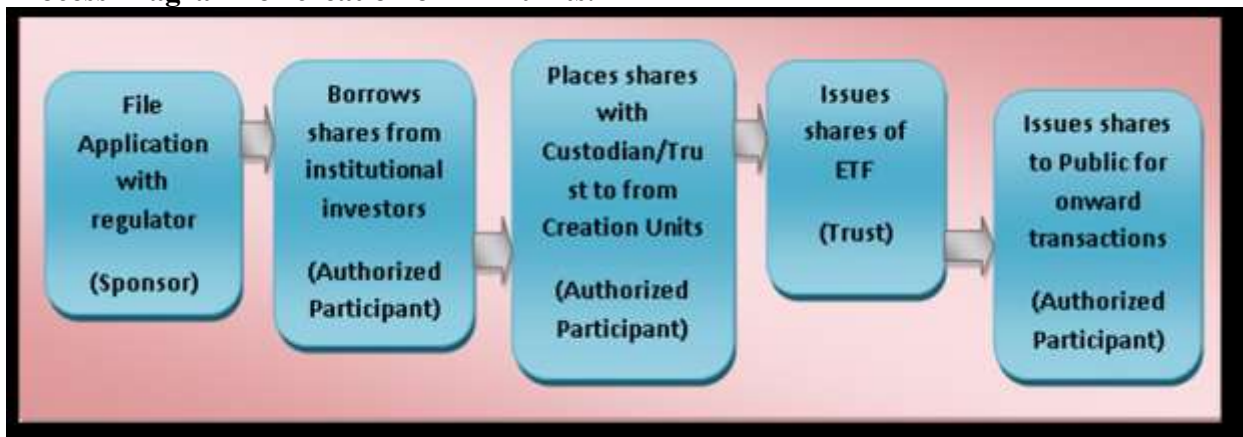 File
Application
with
regulator
(Sponsor)
Borrows
shares from
institutional
investors
(Authorized
Participant)
Places shares
with
Custodian/Tru
st to from
Creation Units
(Authorized
Participant)
Issues
shares of
ETF
(Trust)
Issues shares
to Public for
onward
transactions
(Authorized
Participant)